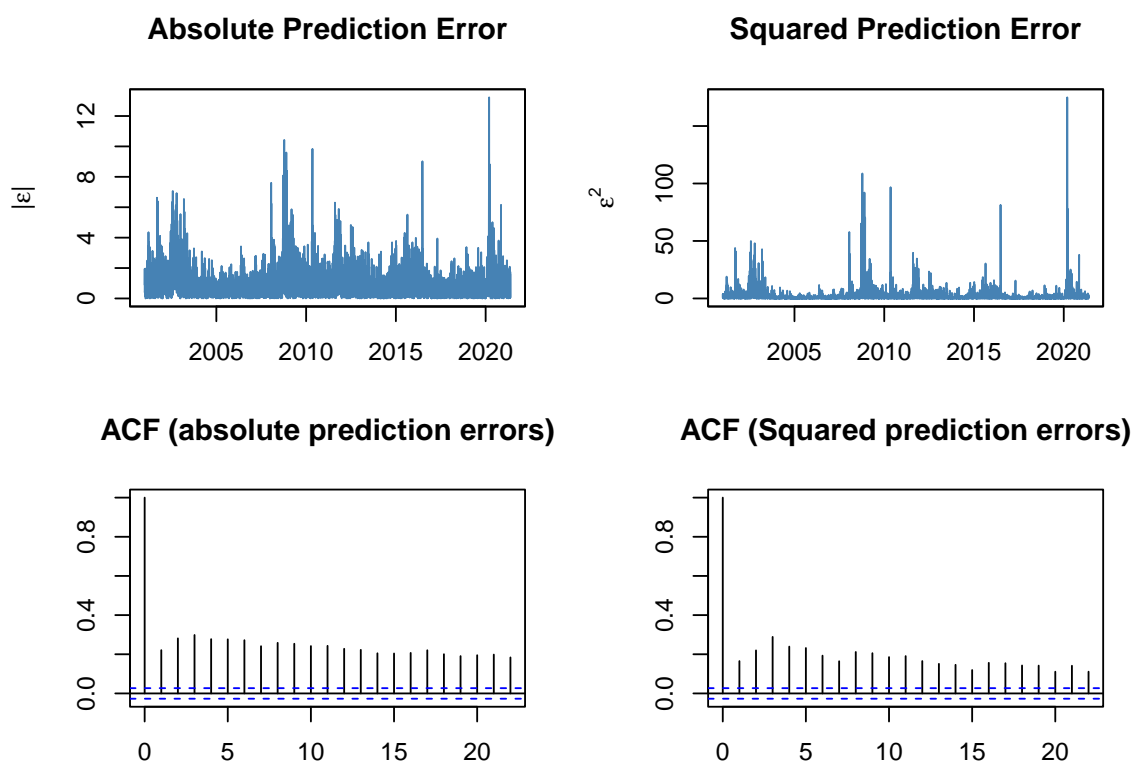 Absolute Prediction Error
|ε|
12
8
4
0
2005 2010 2015 2020
Squared Prediction Error
ε²
100
50
0
2005 2010 2015 2020
ACF (absolute prediction errors)
0.8
0.4
0.0
0 5 10 15 20
ACF (Squared prediction errors)
0.8
0.4
0.0
0 5 10 15 20